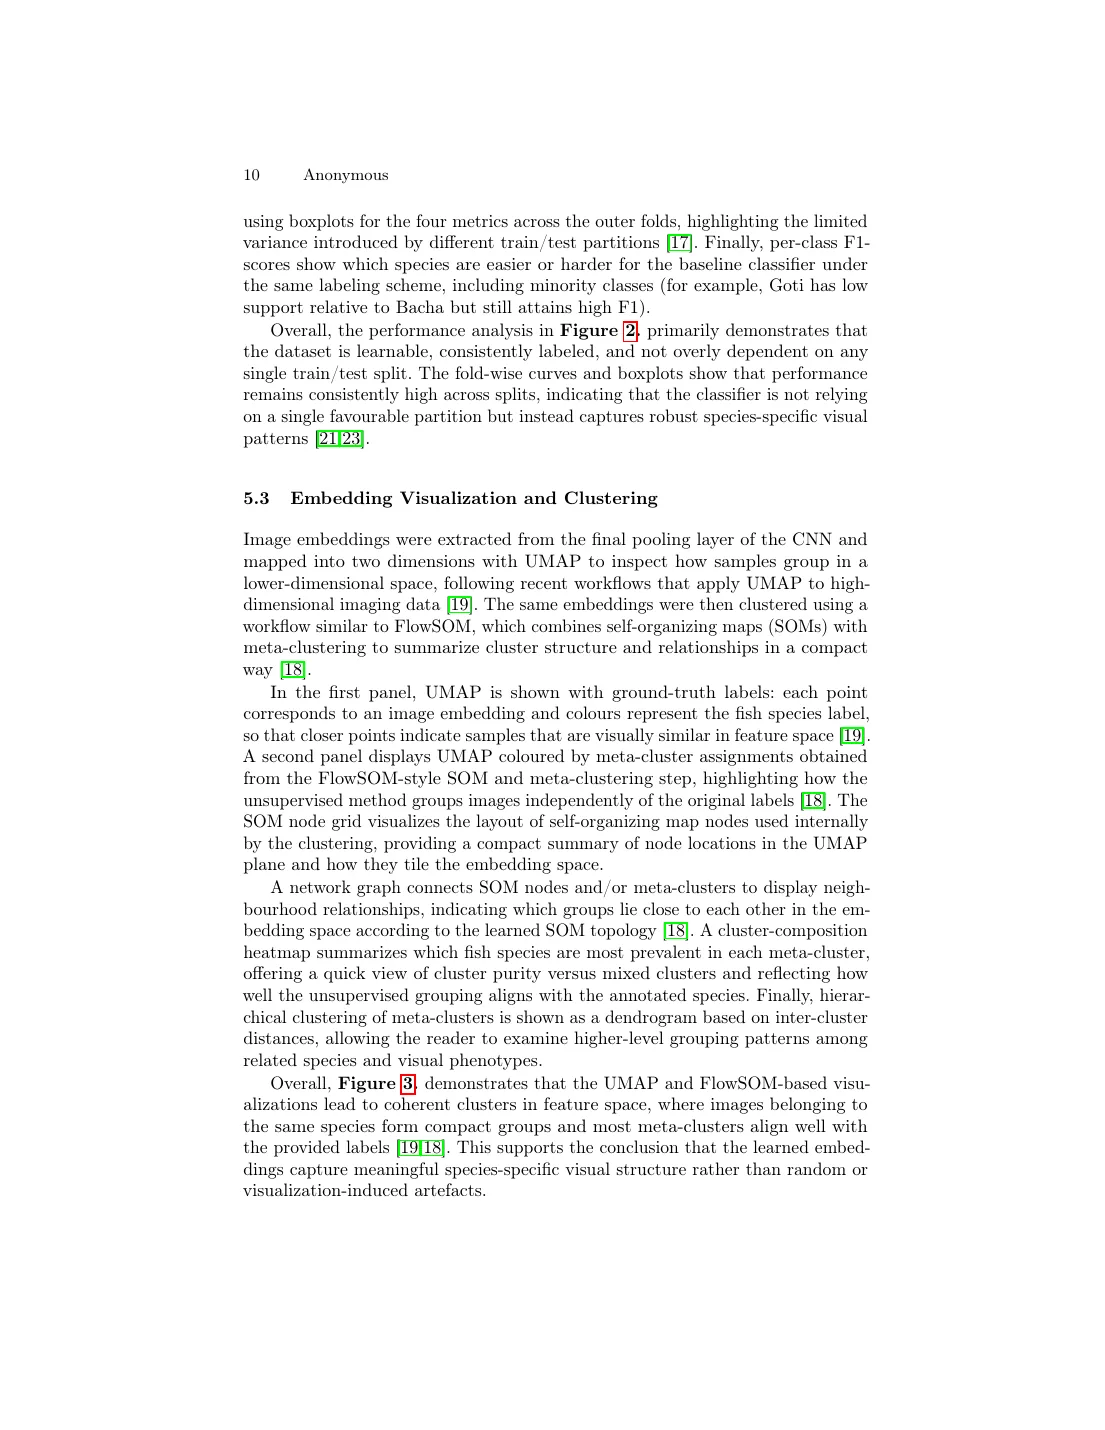 10 Anonymous
using boxplots for the four metrics across the outer folds, highlighting the limited
variance introduced by different train/test partitions [17]. Finally, per-class F1-
scores show which species are easier or harder for the baseline classifier under
the same labeling scheme, including minority classes (for example, Goti has low
support relative to Bacha but still attains high F1).
Overall, the performance analysis in Figure 2. primarily demonstrates that
the dataset is learnable, consistently labeled, and not overly dependent on any
single train/test split. The fold-wise curves and boxplots show that performance
remains consistently high across splits, indicating that the classifier is not relying
on a single favourable partition but instead captures robust species-specific visual
patterns [21,23].
5.3 Embedding Visualization and Clustering
Image embeddings were extracted from the final pooling layer of the CNN and
mapped into two dimensions with UMAP to inspect how samples group in a
lower-dimensional space, following recent workflows that apply UMAP to high-
dimensional imaging data [19]. The same embeddings were then clustered using a
workflow similar to FlowSOM, which combines self-organizing maps (SOMs) with
meta-clustering to summarize cluster structure and relationships in a compact
way [18].
In the first panel, UMAP is shown with ground-truth labels: each point
corresponds to an image embedding and colours represent the fish species label,
so that closer points indicate samples that are visually similar in feature space [19].
A second panel displays UMAP coloured by meta-cluster assignments obtained
from the FlowSOM-style SOM and meta-clustering step, highlighting how the
unsupervised method groups images independently of the original labels [18]. The
SOM node grid visualizes the layout of self-organizing map nodes used internally
by the clustering, providing a compact summary of node locations in the UMAP
plane and how they tile the embedding space.
A network graph connects SOM nodes and/or meta-clusters to display neigh-
bourhood relationships, indicating which groups lie close to each other in the em-
bedding space according to the learned SOM topology [18]. A cluster-composition
heatmap summarizes which fish species are most prevalent in each meta-cluster,
offering a quick view of cluster purity versus mixed clusters and reflecting how
well the unsupervised grouping aligns with the annotated species. Finally, hierar-
chical clustering of meta-clusters is shown as a dendrogram based on inter-cluster
distances, allowing the reader to examine higher-level grouping patterns among
related species and visual phenotypes.
Overall, Figure 3. demonstrates that the UMAP and FlowSOM-based visu-
alizations lead to coherent clusters in feature space, where images belonging to
the same species form compact groups and most meta-clusters align well with
the provided labels [19,18]. This supports the conclusion that the learned embed-
dings capture meaningful species-specific visual structure rather than random or
visualization-induced artefacts.